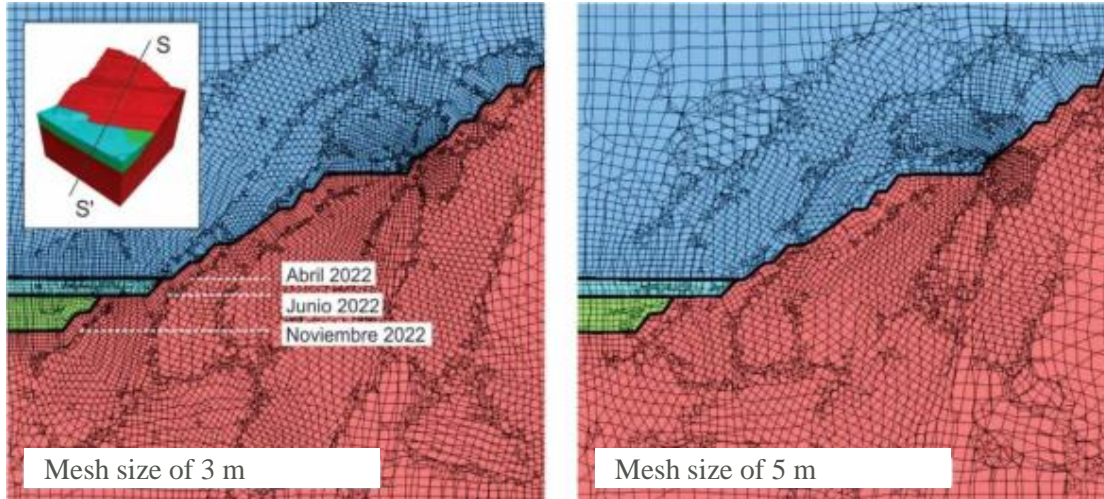 S
S'
Abril 2022
Junio 2022
Noviembre 2022
Mesh size of 3 m
Mesh size of 5 m